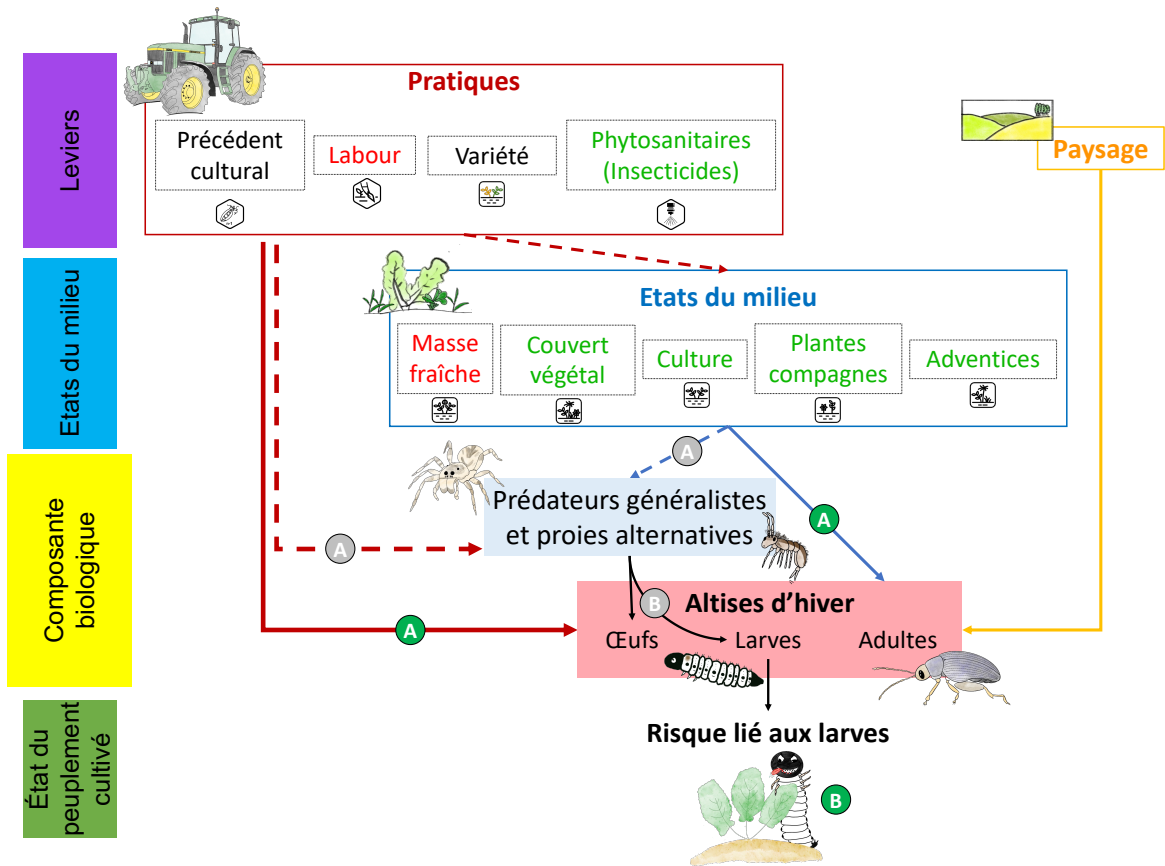 Leviers
Pratiques
Précédent
cultural
Labour
Variété
Phytosanitaires
(Insecticides)
Paysage
Etats du milieu
Etats du milieu
Masse
fraîche
Couvert
végétal
Culture
Plantes
compagnes
Adventices
Composante
biologique
A
Prédateurs généralistes
et proies alternatives
A
A
B
Altises d'hiver
A
Œufs
Larves
Adultes
État du
peuplement
cultivé
Risque lié aux larves
B